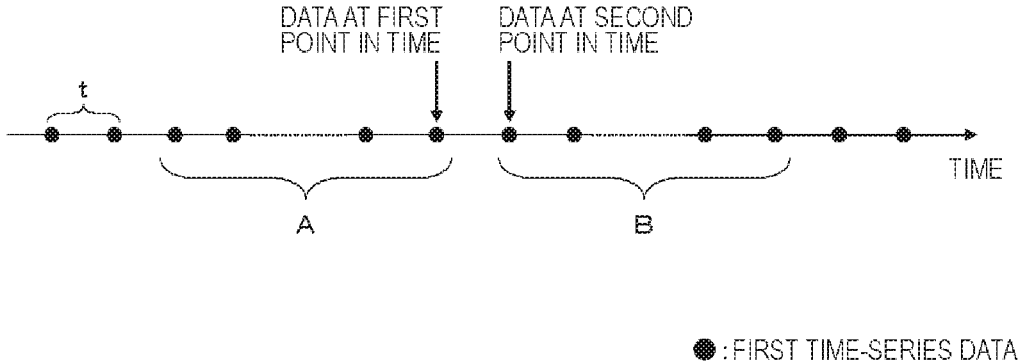 DATA AT FIRST
POINT IN TIME
DATA AT SECOND
POINT IN TIME
t
TIME
A
B
: FIRST TIME-SERIES DATA